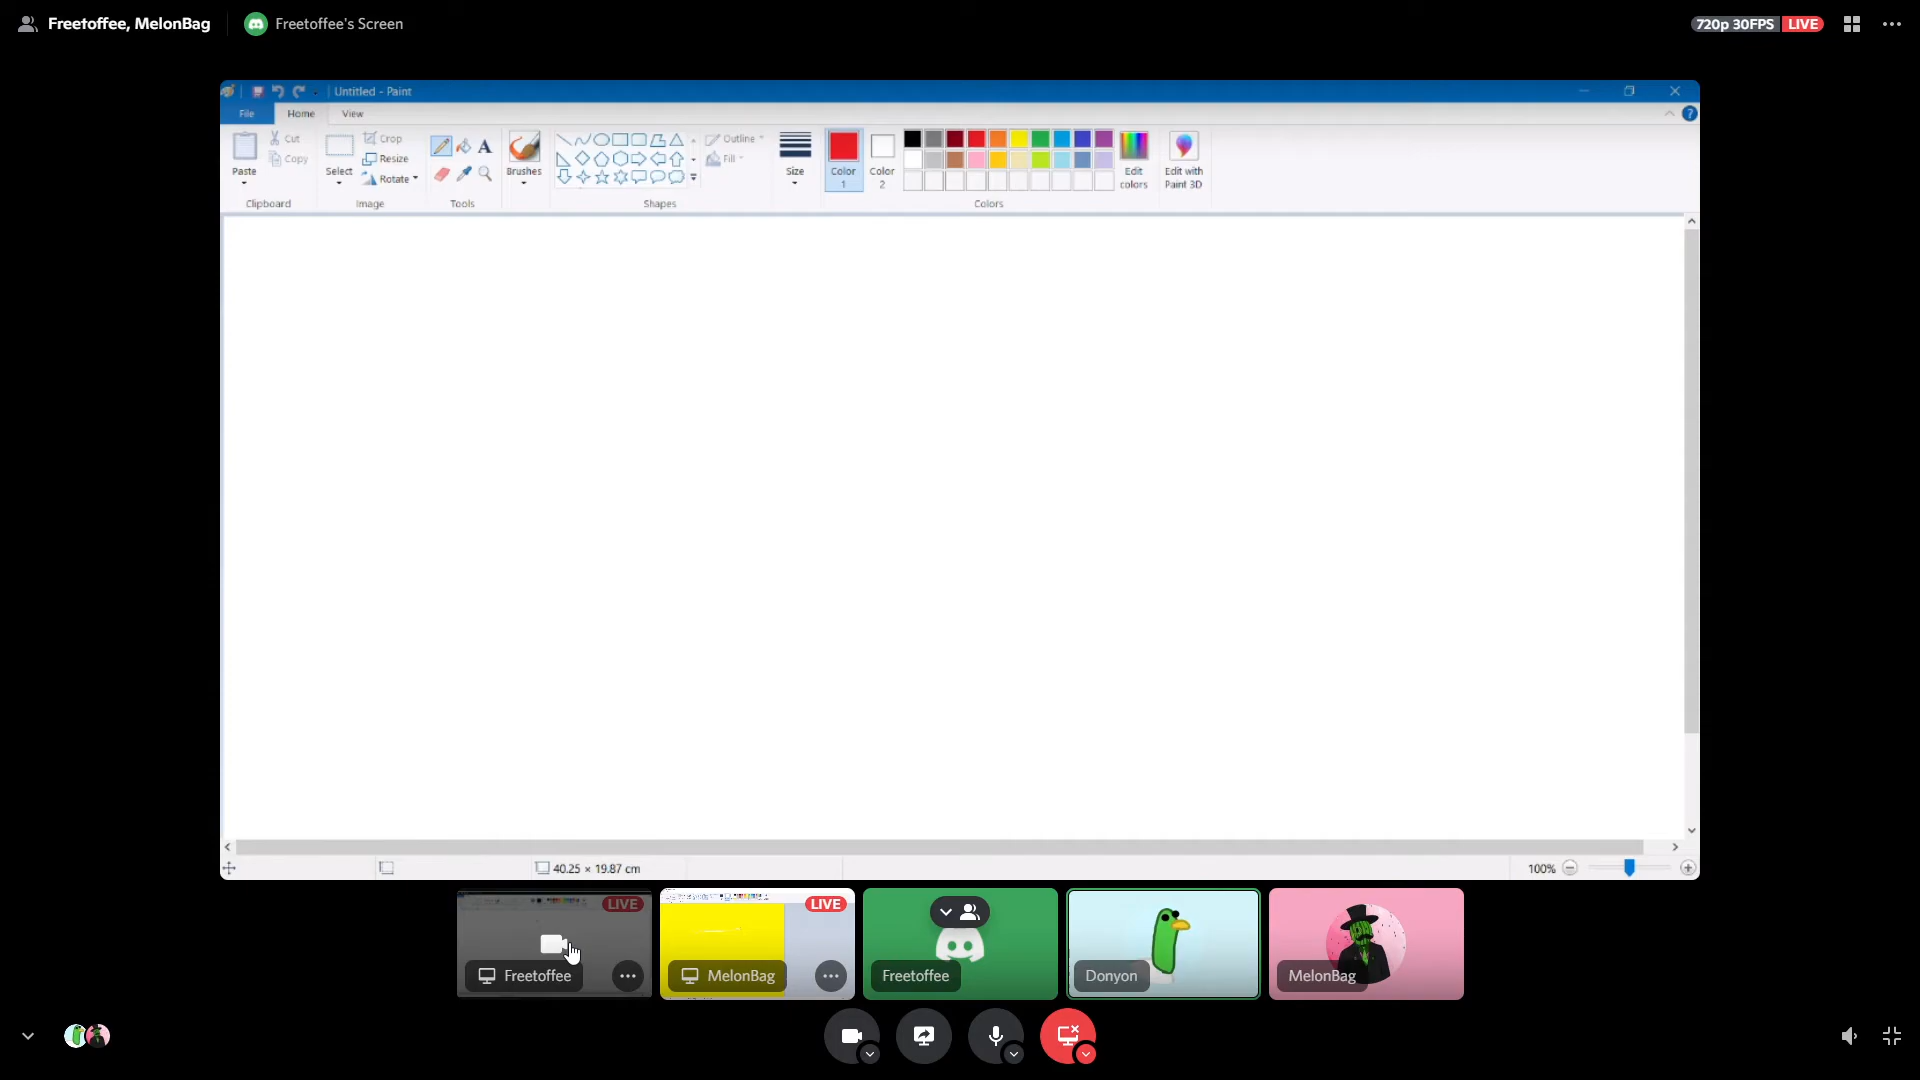 Freetoffee, MelonBag
Freetoffee's Screen
720p 30FPS LIVE
Untitled - Paint
File Home View
Paste
Cut
Copy
Clipboard
Select
Crop
Resize
Rotate
Image
A
Tools
Brushes
Shapes
Outline
Fill
Size
Color 1
Color 2
Colors
Edit colors
Edit with Paint 3D
40.25 × 19.87 cm
100%
LIVE
Freetoffee
LIVE
MelonBag
Freetoffee
Donyon
MelonBag